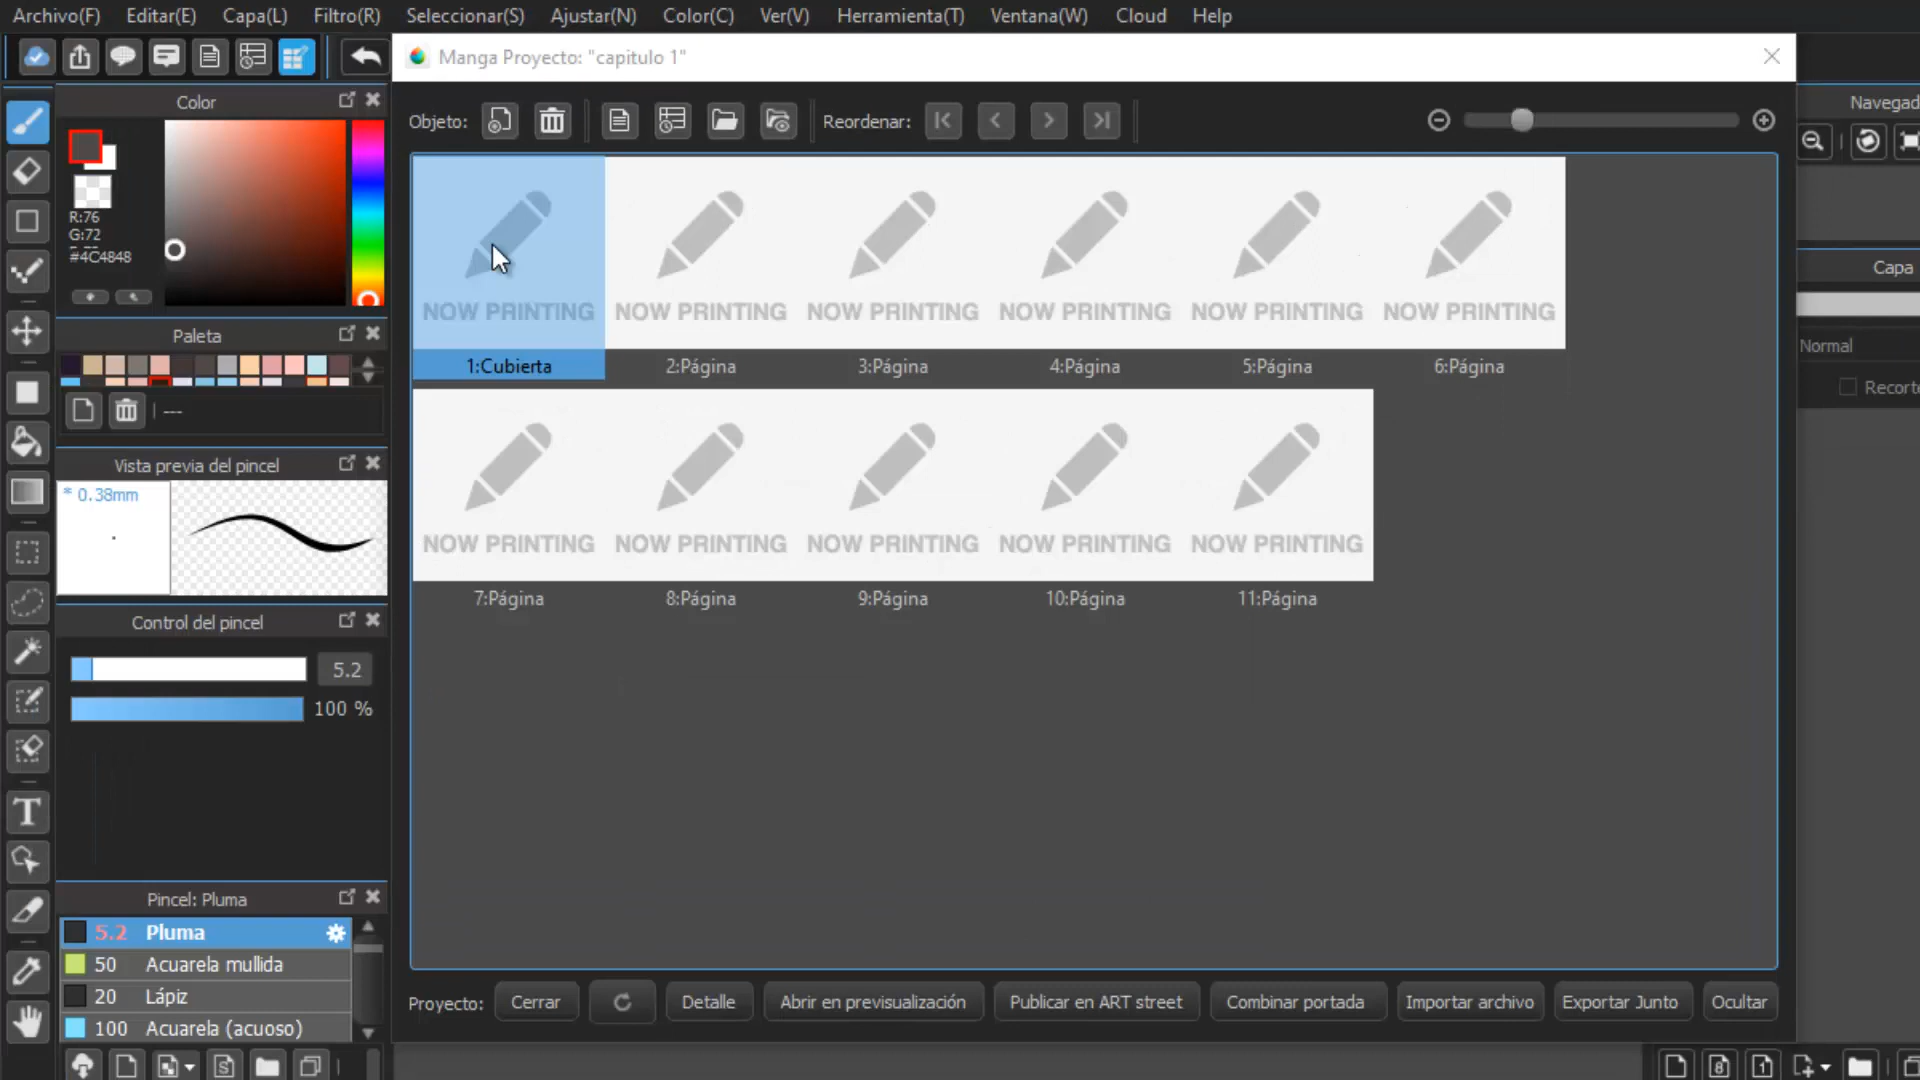 Archivo(F) Editar(E) Capa(L) Filtro(R) Seleccionar(S) Ajustar(N) Color(C) Ver(V) Herramienta(T) Ventana(W) Cloud Help
Manga Proyecto: "capitulo 1"
Color
R:76
G:72
#4C4848
Paleta
---
Vista previa del pincel
* 0.38mm
Control del pincel
5.2
100 %
Pincel: Pluma
5.2 Pluma
50 Acuarela mullida
20 Lápiz
100 Acuarela (acuoso)
Objeto:
Reordenar:
NOW PRINTING NOW PRINTING NOW PRINTING NOW PRINTING NOW PRINTING NOW PRINTING
1:Cubierta 2:Página 3:Página 4:Página 5:Página 6:Página
NOW PRINTING NOW PRINTING NOW PRINTING NOW PRINTING NOW PRINTING
7:Página 8:Página 9:Página 10:Página 11:Página
Proyecto: Cerrar Detalle Abrir en previsualización Publicar en ART street Combinar portada Importar archivo Exportar Junto Ocultar
Navegad
Capa
Normal
Recorte